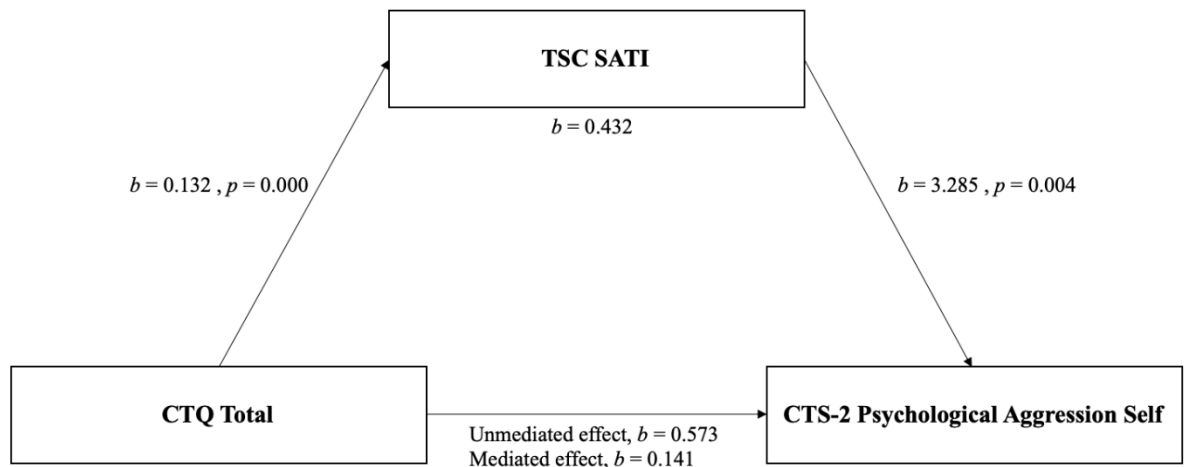 TSC SATI
b = 0.432
b = 0.132 , p = 0.000
b = 3.285 , p = 0.004
CTQ Total
CTS-2 Psychological Aggression Self
Unmediated effect, b = 0.573
Mediated effect, b = 0.141